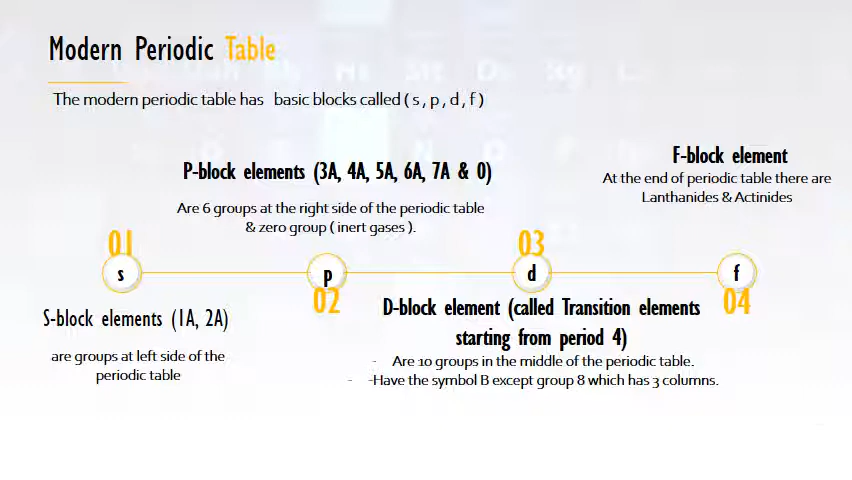 Modern Periodic Table
The modern periodic table has basic blocks called ( s , p , d , f )
P-block elements (3A, 4A, 5A, 6A, 7A & 0)
Are 6 groups at the right side of the periodic table
& zero group ( inert gases ).
F-block element
At the end of periodic table there are
Lanthanides & Actinides
01
s
p
02
03
d
f
04
S-block elements (1A, 2A)
are groups at left side of the
periodic table
D-block element (called Transition elements
starting from period 4)
- Are 10 groups in the middle of the periodic table.
- -Have the symbol B except group 8 which has 3 columns.